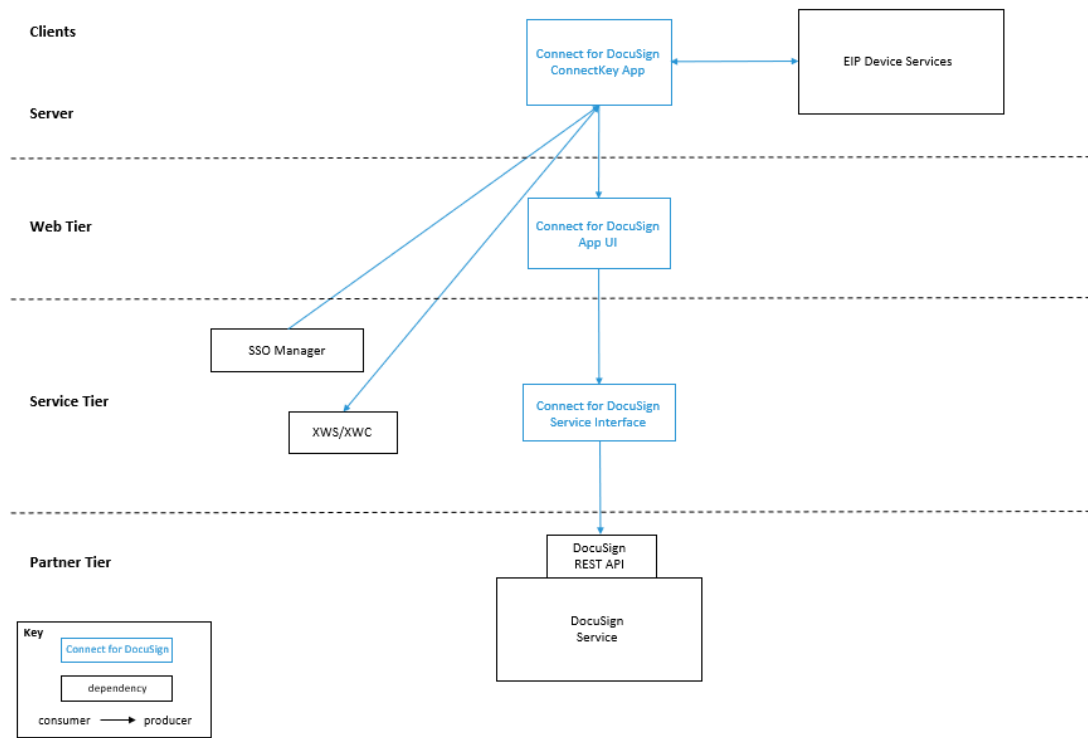 Clients
Connect for DocuSign
ConnectKey App
EIP Device Services
Server
Web Tier
Connect for DocuSign
App UI
SSO Manager
Service Tier
Connect for DocuSign
Service Interface
XWS/XWC
Partner Tier
DocuSign
REST API
DocuSign
Service
Key
Connect for DocuSign
dependency
consumer
producer